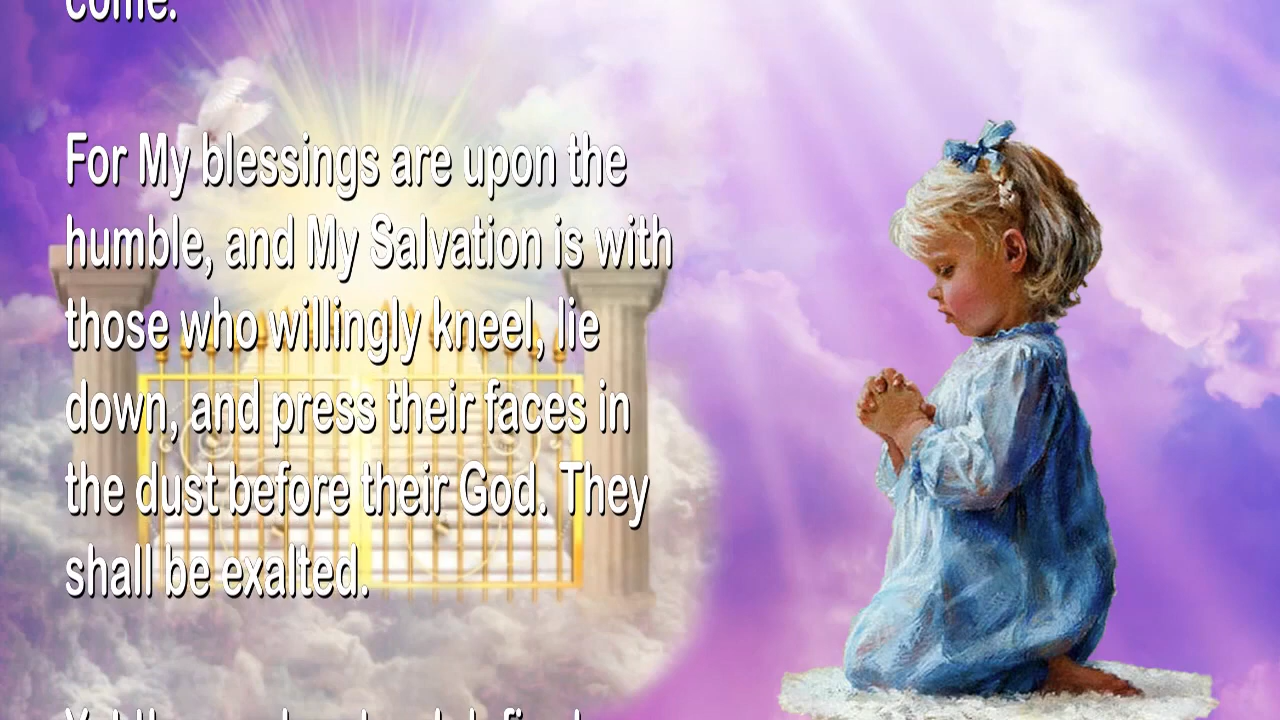 come.
For My blessings are upon the
humble, and My Salvation is with
those who willingly kneel, lie
down, and press their faces in
the dust before their God. They
shall be exalted.